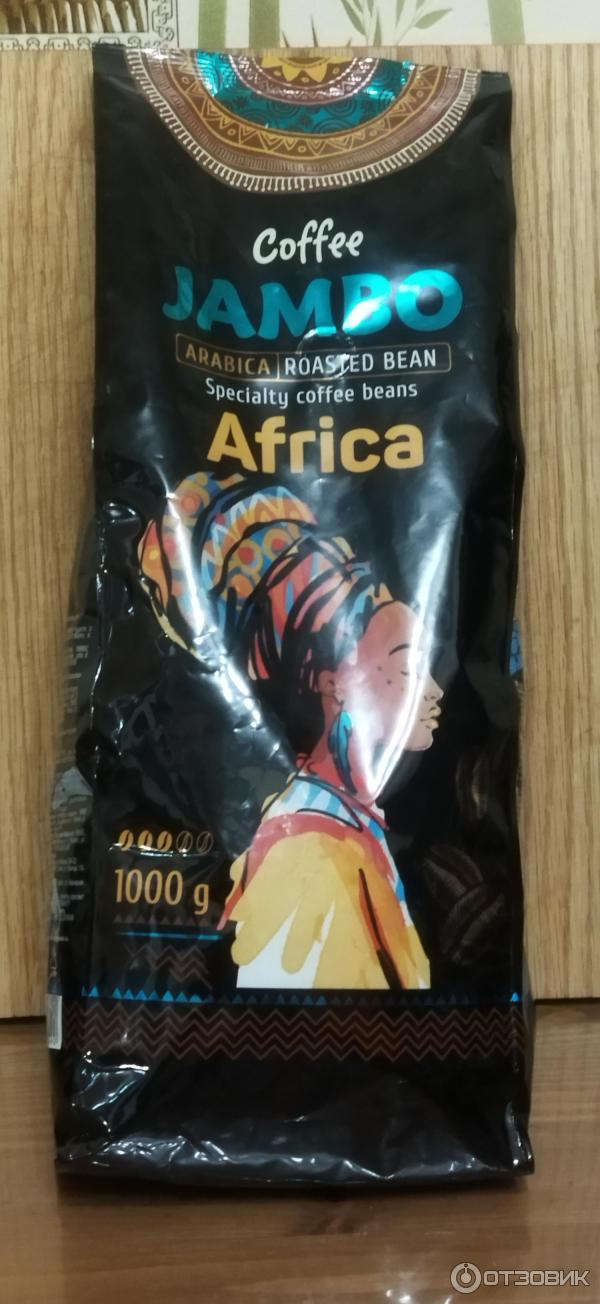 Coffee
JAMBO
ARABICA ROASTED BEAN
Specialty coffee beans
Africa
1000 g
ОТЗОВИК